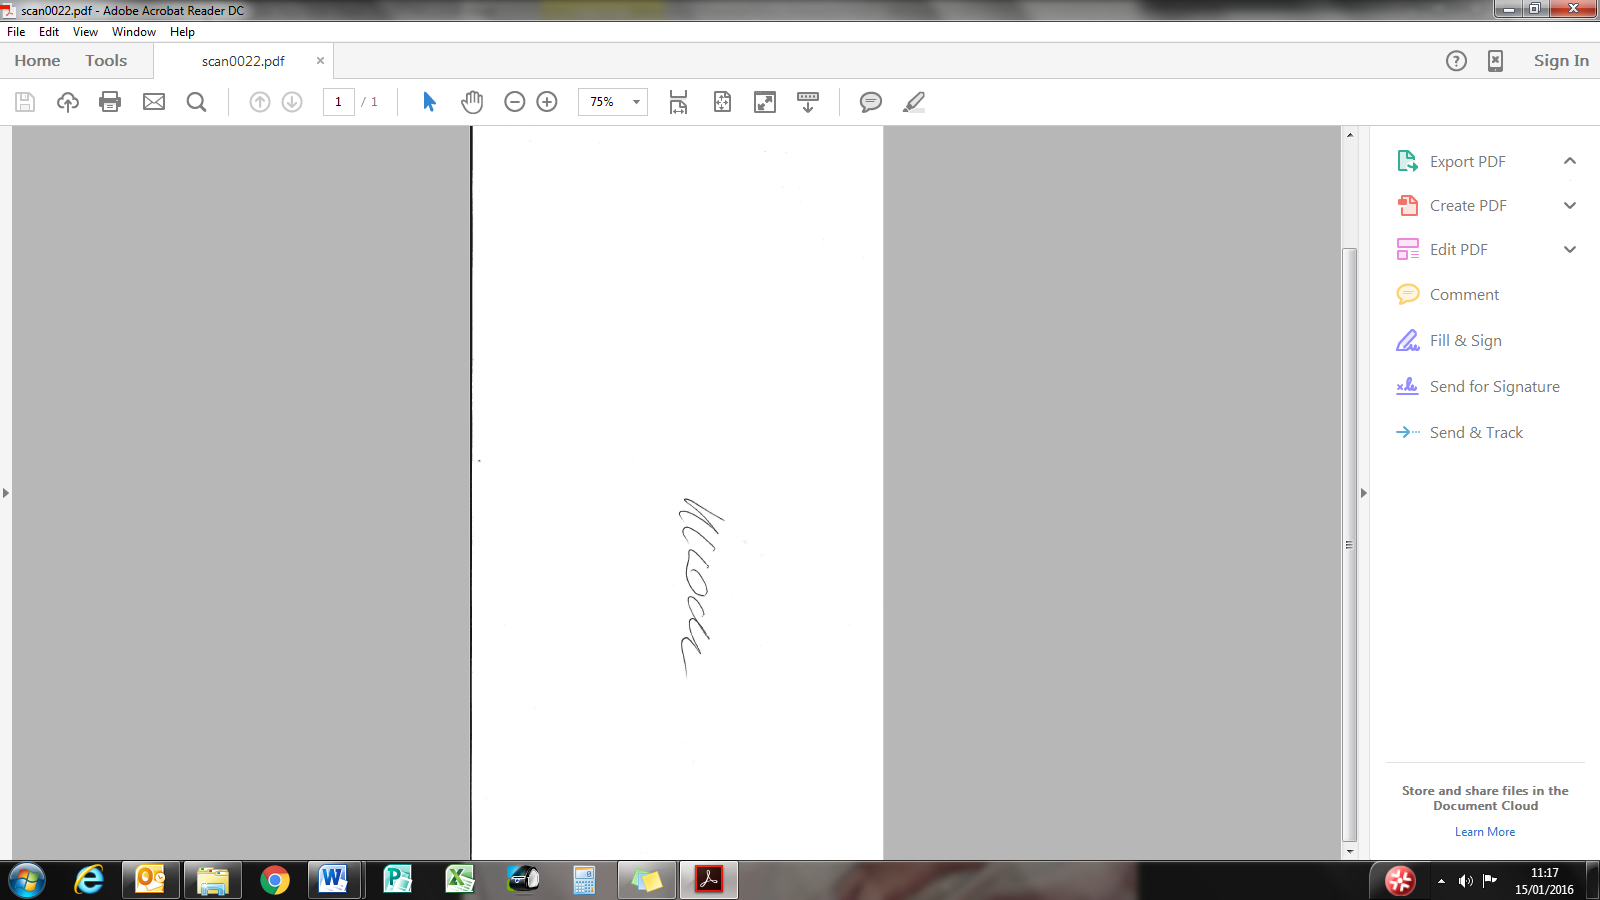 scan0022.pdf - Adobe Acrobat Reader DC
File Edit View Window Help
Home Tools scan0022.pdf Sign In
1 / 1 75%
Export PDF
Create PDF
Edit PDF
Comment
Fill & Sign
Send for Signature
Send & Track
Store and share files in the
Document Cloud
Learn More
11:17
15/01/2016